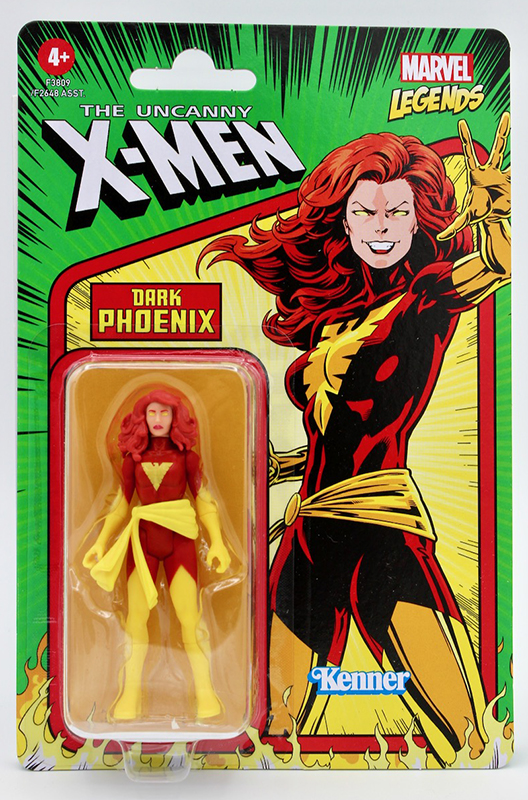 4+
F3809
/F2648 ASST.
MARVEL
LEGENDS
THE UNCANNY
X-MEN
DARK
PHOENIX
Kenner